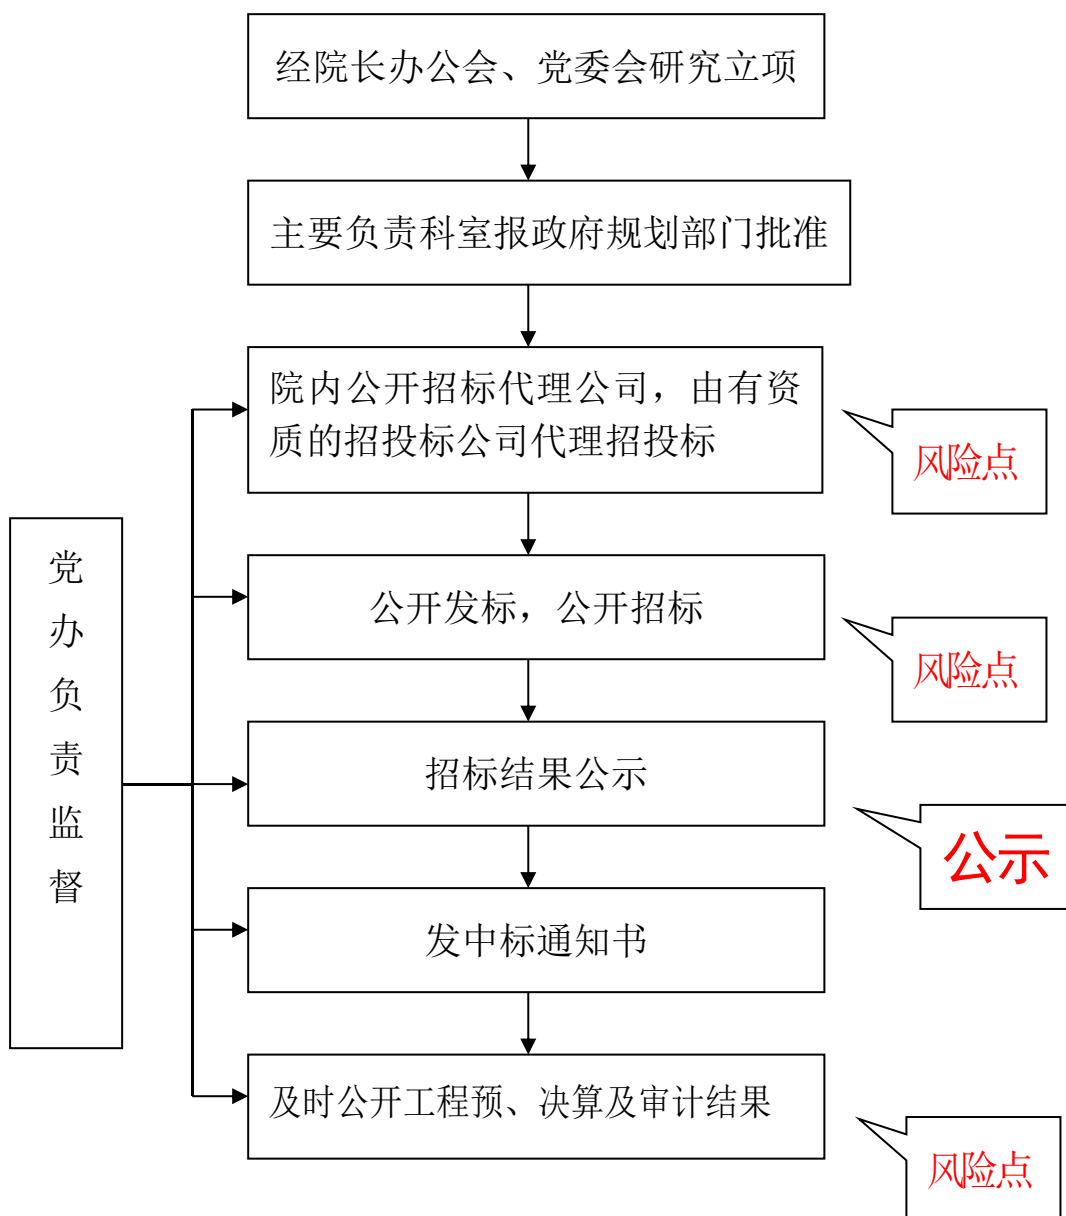 经院长办公会、党委会研究立项
主要负责科室报政府规划部门批准
院内公开招标代理公司，由有资
质的招投标公司代理招投标
风险点
公开发标，公开招标
风险点
招标结果公示
公示
发中标通知书
及时公开工程预、决算及审计结果
风险点
党
办
负
责
监
督